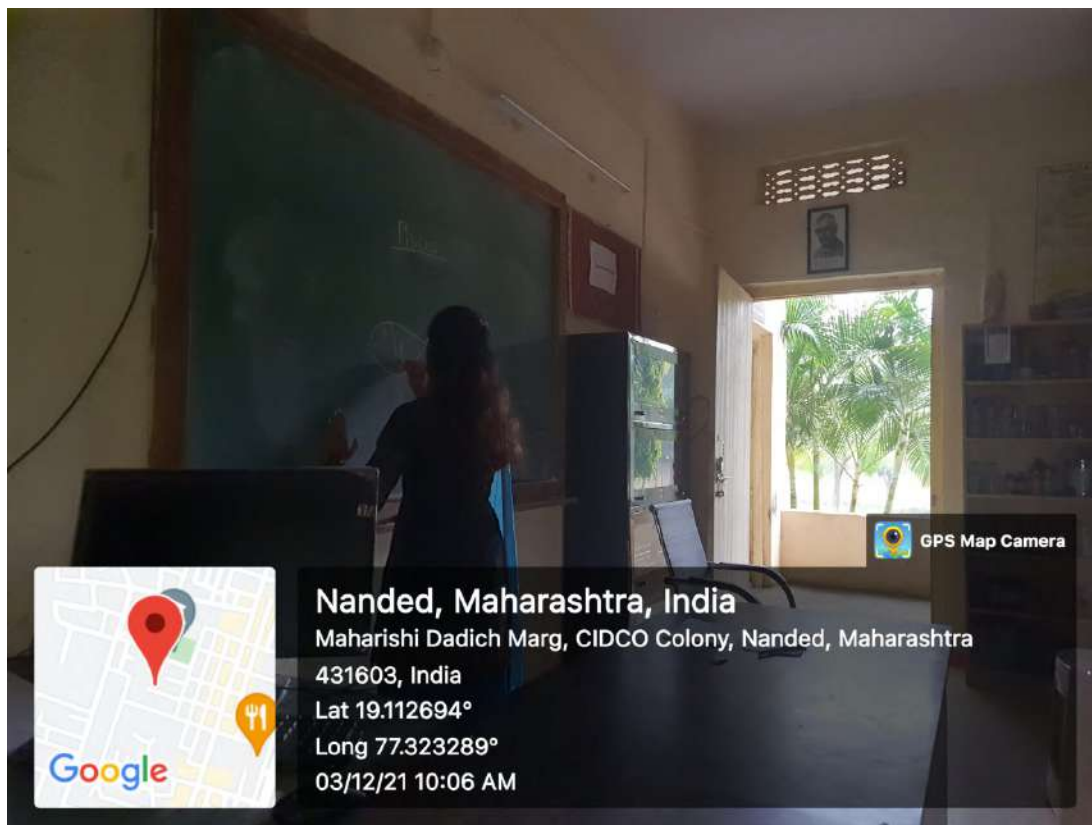 GPS Map Camera
Nanded, Maharashtra, India
Maharishi Dadich Marg, CIDCO Colony, Nanded, Maharashtra
431603, India
Lat 19.112694°
Long 77.323289°
03/12/21 10:06 AM
Google